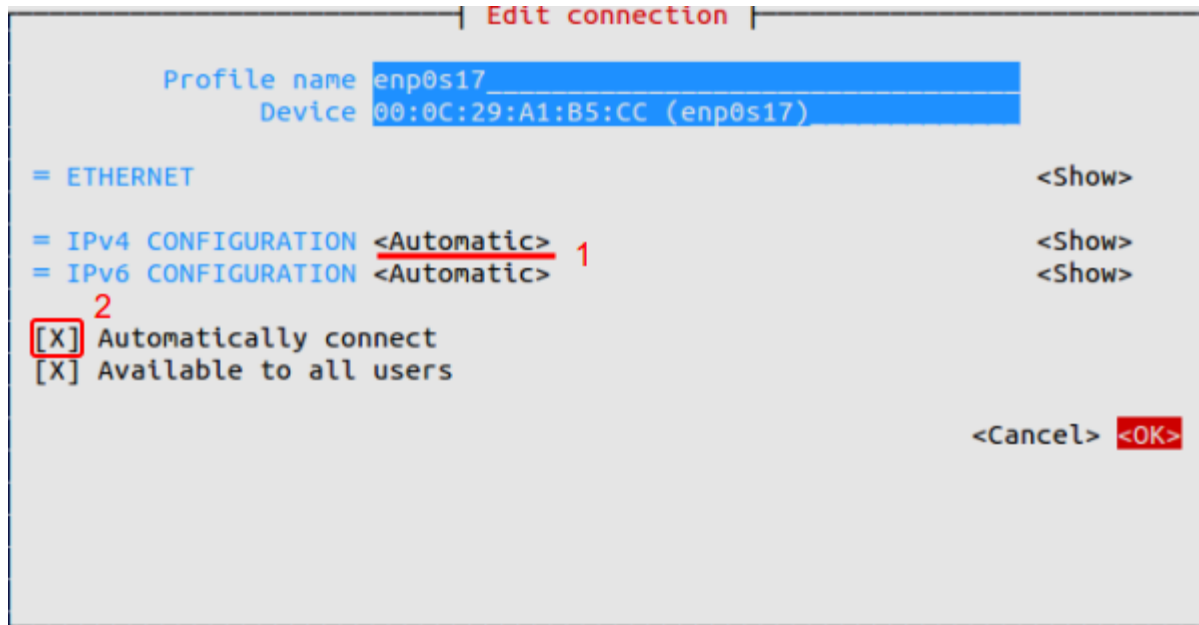 Edit connection
Profile name enp0s17
Device 00:0C:29:A1:B5:CC (enp0s17)
= ETHERNET <Show>
= IPv4 CONFIGURATION <Automatic> 1 <Show>
= IPv6 CONFIGURATION <Automatic> <Show>
2
[X] Automatically connect
[X] Available to all users
<Cancel> <OK>